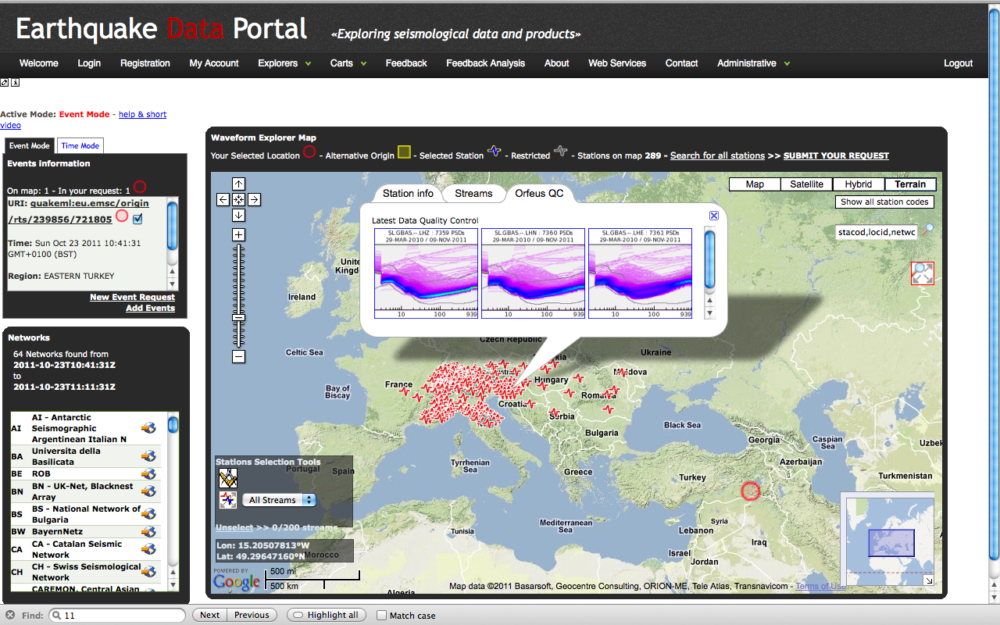 Earthquake Data Portal «Exploring seismological data and products»
Welcome Login Registration My Account Explorers Carts Feedback Feedback Analysis About Web Services Contact Administrative Logout
Active Mode: Event Mode - help & short
video
Event Mode Time Mode
Events information
On map: 1 - In your request: 1
URI: quakeml:eu.emsc/origin
/rts/239856/721805
Time: Sun Oct 23 2011 10:41:31
GMT+0100 (BST)
Region: EASTERN TURKEY
New Event Request
Add Events
Networks
64 Networks found from
2011-10-23T10:41:31Z
to
2011-10-23T11:11:31Z
AI AI - Antarctic
Seismographic
Argentinean Italian N
BA Universita della
Basilicata
BE ROB
BN BN - UK-Net, Blacknest
Array
BS BS - National Network of
Bulgaria
BW BayernNetz
CA CA - Catalan Seismic
Network
CH CH - Swiss Seismological
Network
CAREMON, Central Asian
Waveform Explorer Map
Your Selected Location - Alternative Origin - Selected Station - Restricted - Stations on map 289 - Search for all stations >> SUBMIT YOUR REQUEST
Map Satellite Hybrid Terrain
Show all station codes
stacod,locid,netwc
Station info Streams Orfeus QC
Latest Data Quality Control
SL.GBAS.--.LHZ : 7359 PSDs
29-MAR-2010 / 09-NOV-2011
10 100 939
SL.GBAS.--.LHN : 7360 PSDs
29-MAR-2010 / 09-NOV-2011
10 100 939
SL.GBAS.--.LHE : 7361 PSDs
29-MAR-2010 / 09-NOV-2011
10 100 939
Unite
Kingd
Ireland
Celtic Sea
Czech Republic
Ukraine
France
Hungary
Moldova
Bay of
Biscay
Croatia
Romania
Serbia
Black Sea
Bulgaria
Georgia
Caspian
Sea
Uzbek
Azerbaijan
Tyrrhenian
Sea
Portugal
Spain
Greece
Turkey
Turkmenistan
Mediterranean
Sea
Tunisia
Syria
Lebanon
Iraq
Israel
Jordan
Morocco
Algeria
Stations Selection Tools
All Streams
Unselect >> 0/200 streams
Lon: 15.20507813°W
Lat: 49.29647160°N
POWERED BY
Google
500 mi
500 km
Map data ©2011 Basarsoft, Geocentre Consulting, ORION-ME, Tele Atlas, Transnavicom - Terms of Use
Find: 11 Next Previous Highlight all Match case